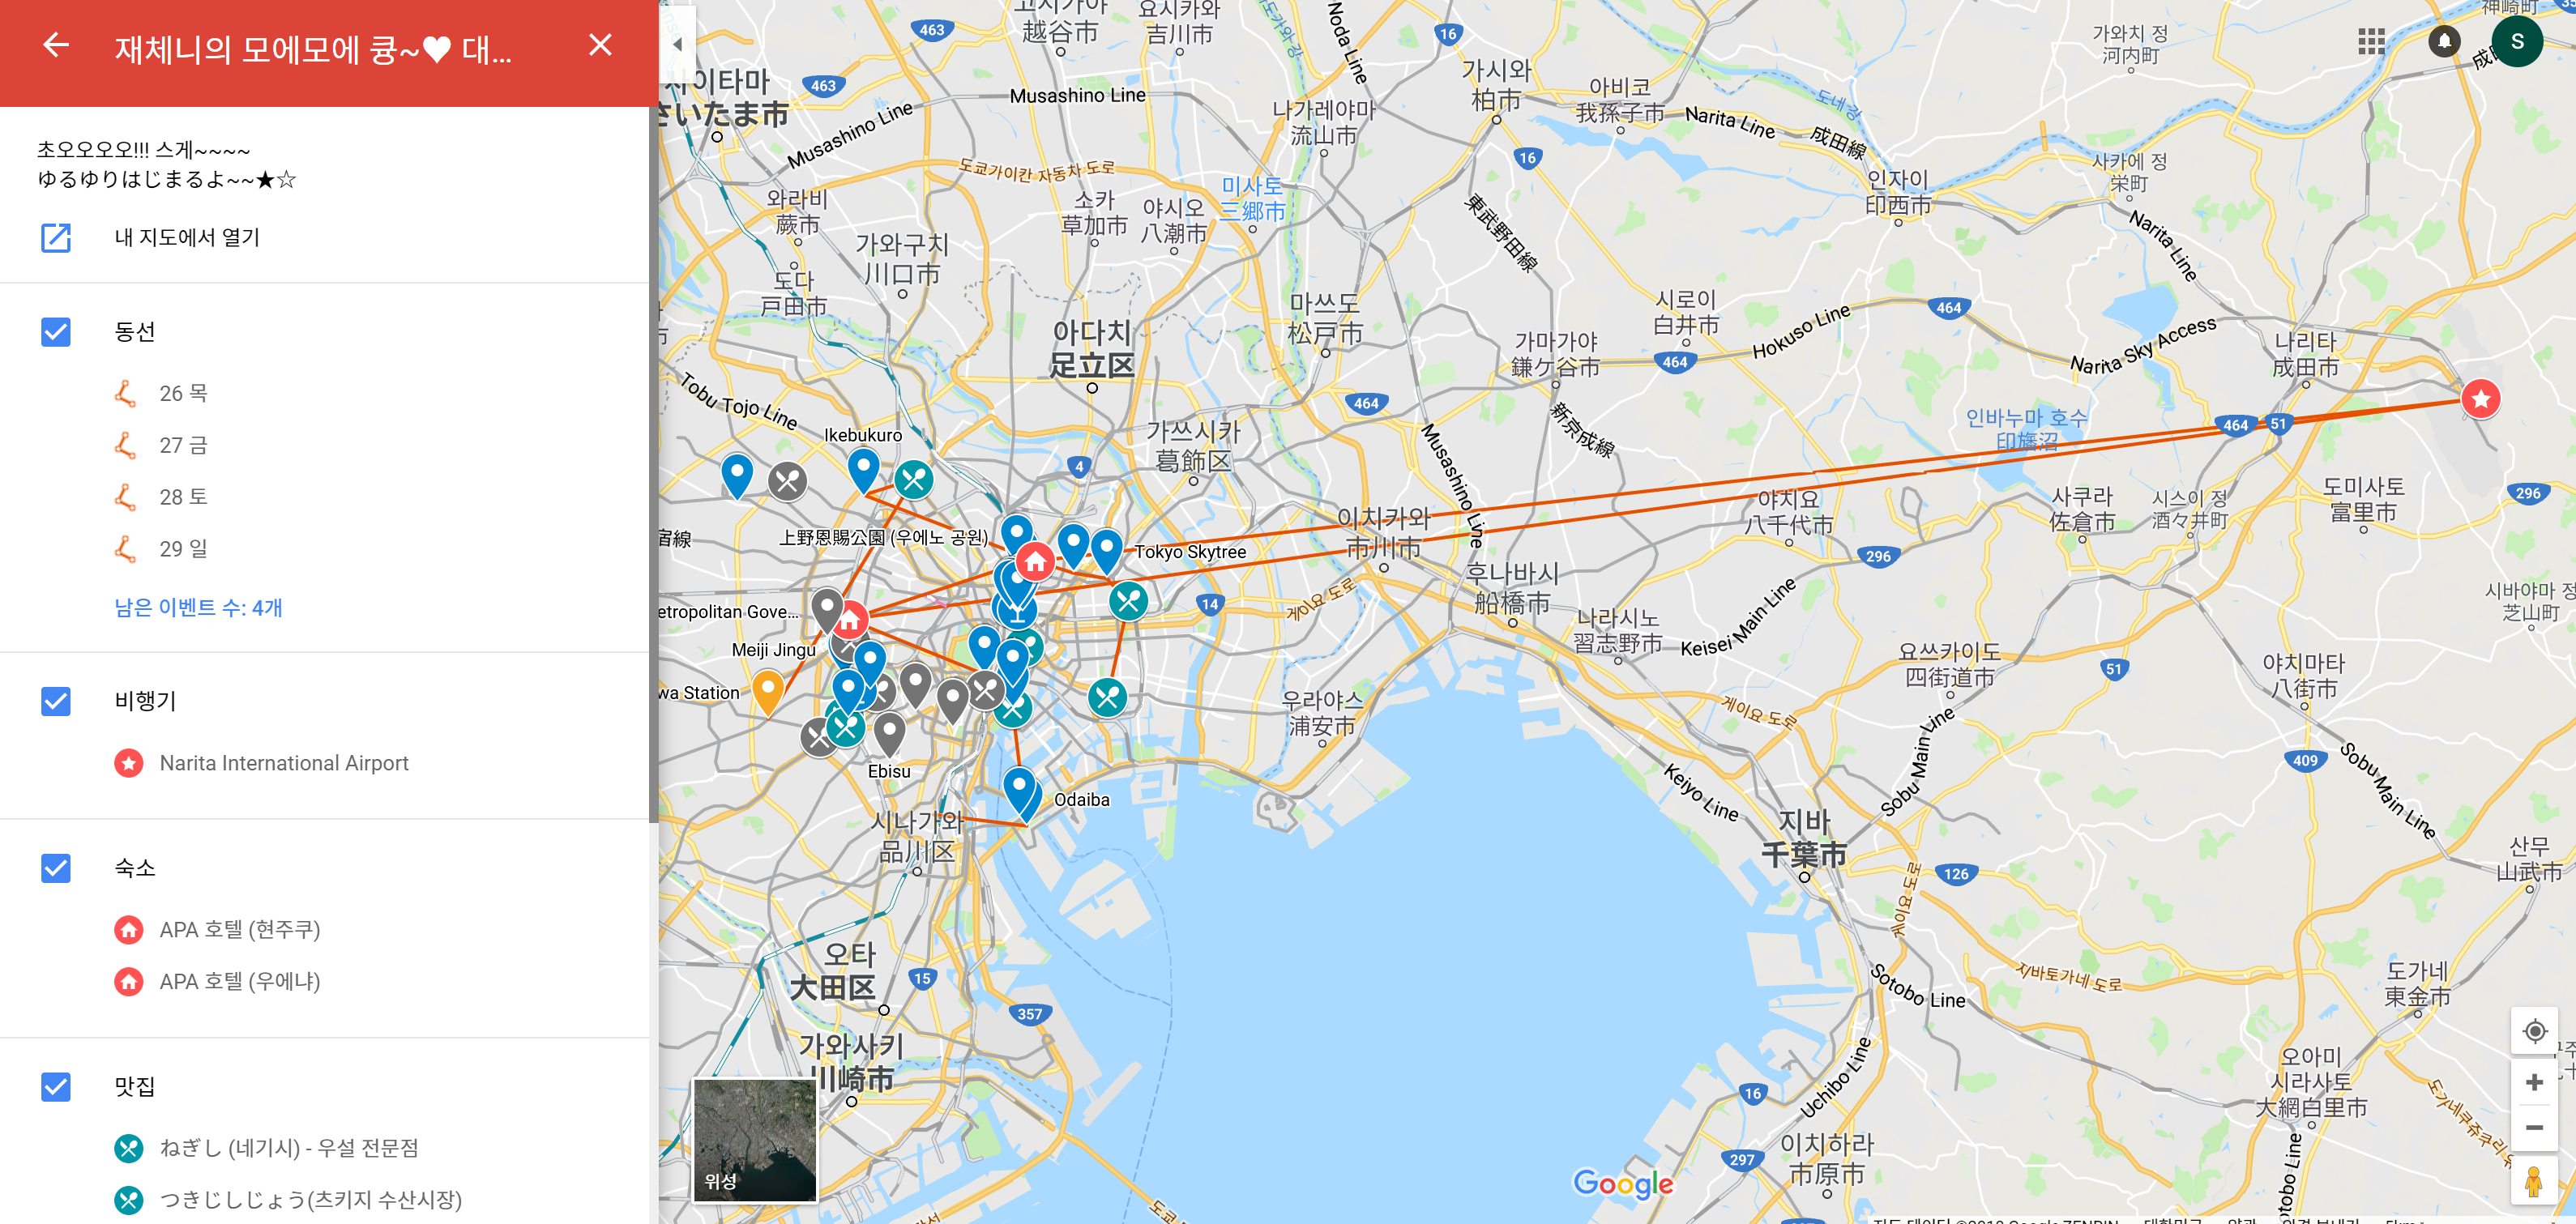 재체니의 모에모에 큥~♥ 대...
초오오오오!!! 스게~~~~
ゆるゆりはじまるよ~~★☆
내 지도에서 열기
동선
26 목
27 금
28 토
29 일
남은 이벤트 수: 4개
비행기
Narita International Airport
숙소
APA 호텔 (현주쿠)
APA 호텔 (우에냐)
맛집
ねぎし (네기시) - 우설 전문점
つきじしじょう(츠키지 수산시장)
463
越谷市
요시카와
吉川市
Noda Line
16
가시와
柏市
아비코
我孫子市
가와치 정
河内町
神崎町
S
463
さいたま市
Musashino Line
Musashino Line
나가레야마
流山市
16
Narita Line
成田線
도네 강
도쿄가이칸 자동차 도로
미사토
三郷市
사카에 정
栄町
인자이
印西市
와라비
蕨市
소카
草加市
야시오
八潮市
東武野田線
Narita Line
가와구치
川口市
도다
戸田市
마쓰도
松戸市
시로이
白井市
464
Hokuso Line
아다치
足立区
가마가야
鎌ケ谷市
464
Narita Sky Access
나리타
成田市
Tobu Tojo Line
464
新京成線
인바누마 호수
印旛沼
464
51
Ikebukuro
가쓰시카
葛飾区
4
Musashino Line
296
야치요
八千代市
사쿠라
佐倉市
시스이 정
酒々井町
도미사토
富里市
上野恩賜公園 (우에노 공원)
Tokyo Skytree
이치카와
市川市
296
宿線
후나바시
船橋市
14
게이요 도로
etropolitan Gove...
나라시노
習志野市
Keisei Main Line
시바야마 정
芝山町
Meiji Jingu
요쓰카이도
四街道市
51
야치마타
八街市
wa Station
우라야스
浦安市
게이요 도로
Sobu Main Line
409
Sobu Main Line
Ebisu
Odaiba
Keiyo Line
시나가와
品川区
지바
千葉市
산무
山武市
126
게이요 도로
오타
大田区
15
357
Sotobo Line
지바토가네 도로
도가네
東金市
가와사키
川崎市
Uchibo Line
16
오아미
시라사토
大網白里市
위성
Google
297
이치하라
市原市